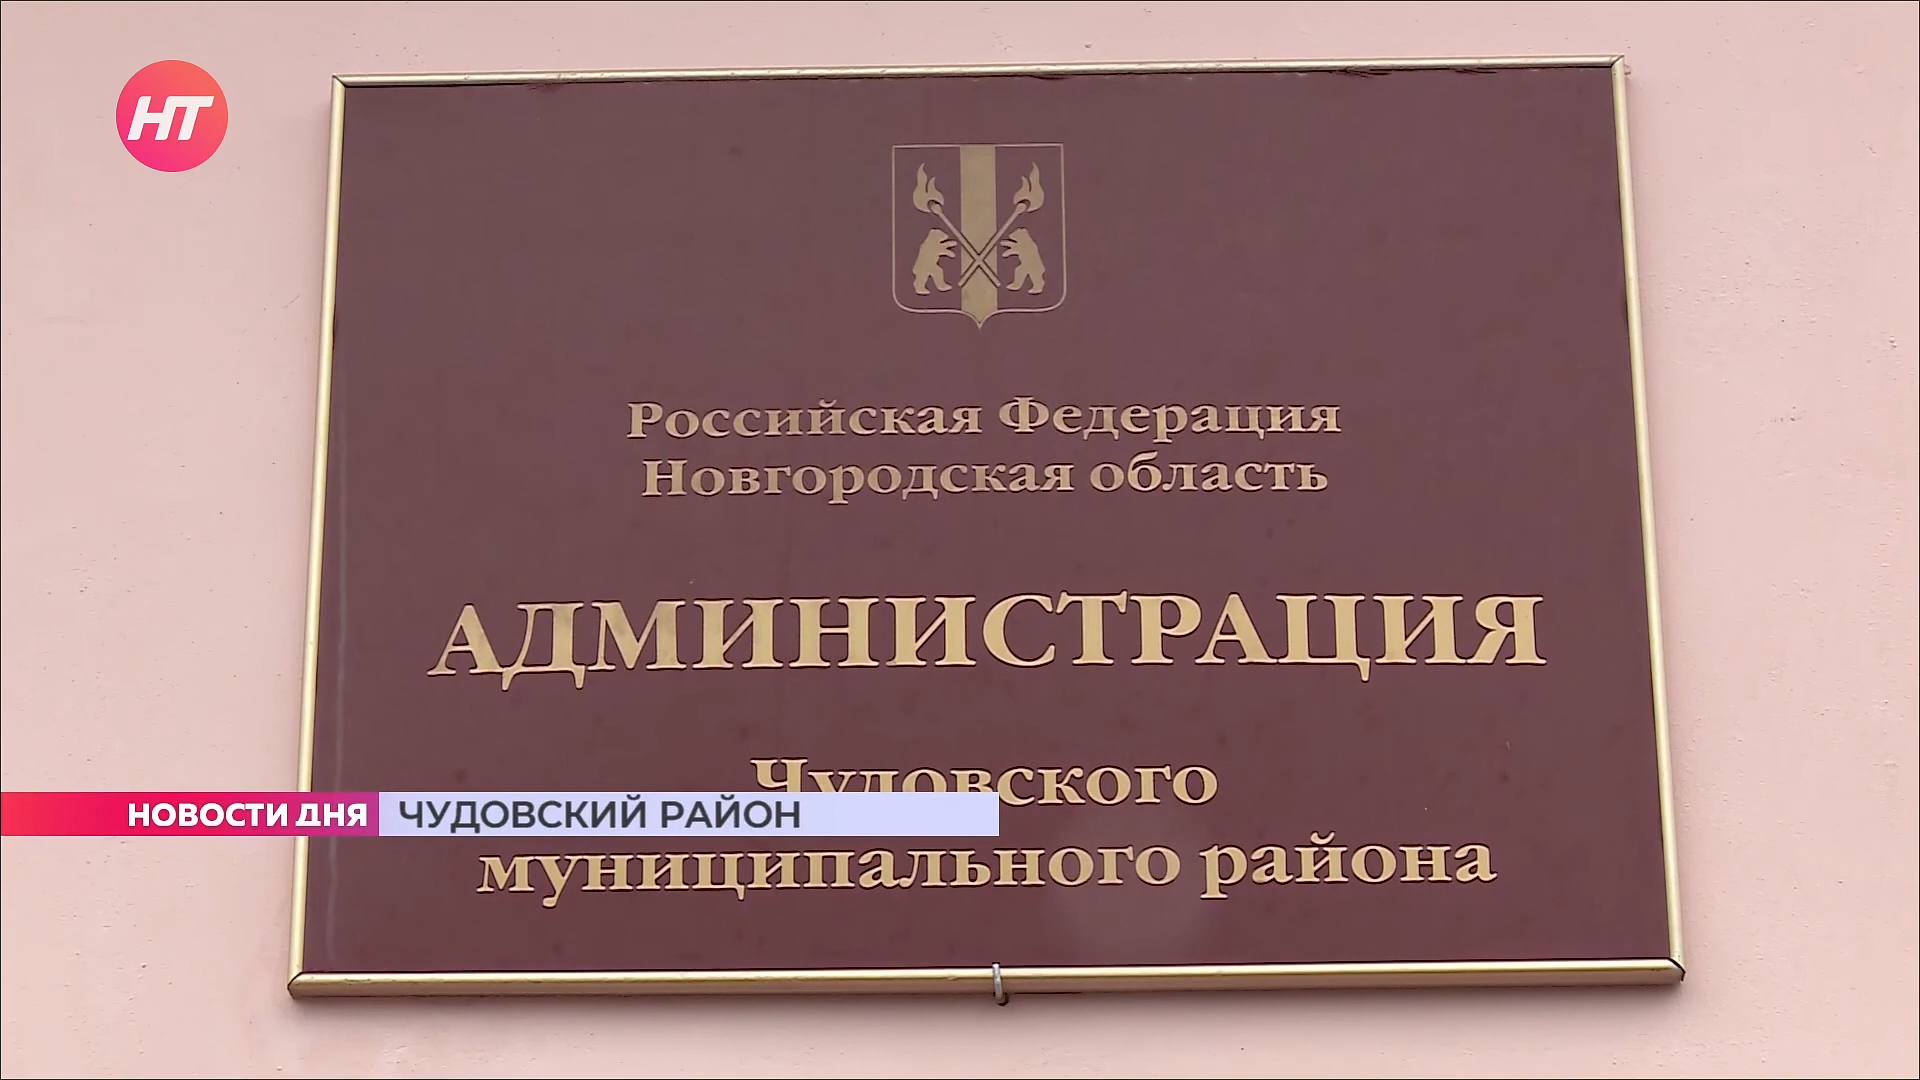 НТ
Российская Федерация
Новгородская область
АДМИНИСТРАЦИЯ
Чудовского
НОВОСТИ ДНЯ ЧУДОВСКИЙ РАЙОН
муниципального района